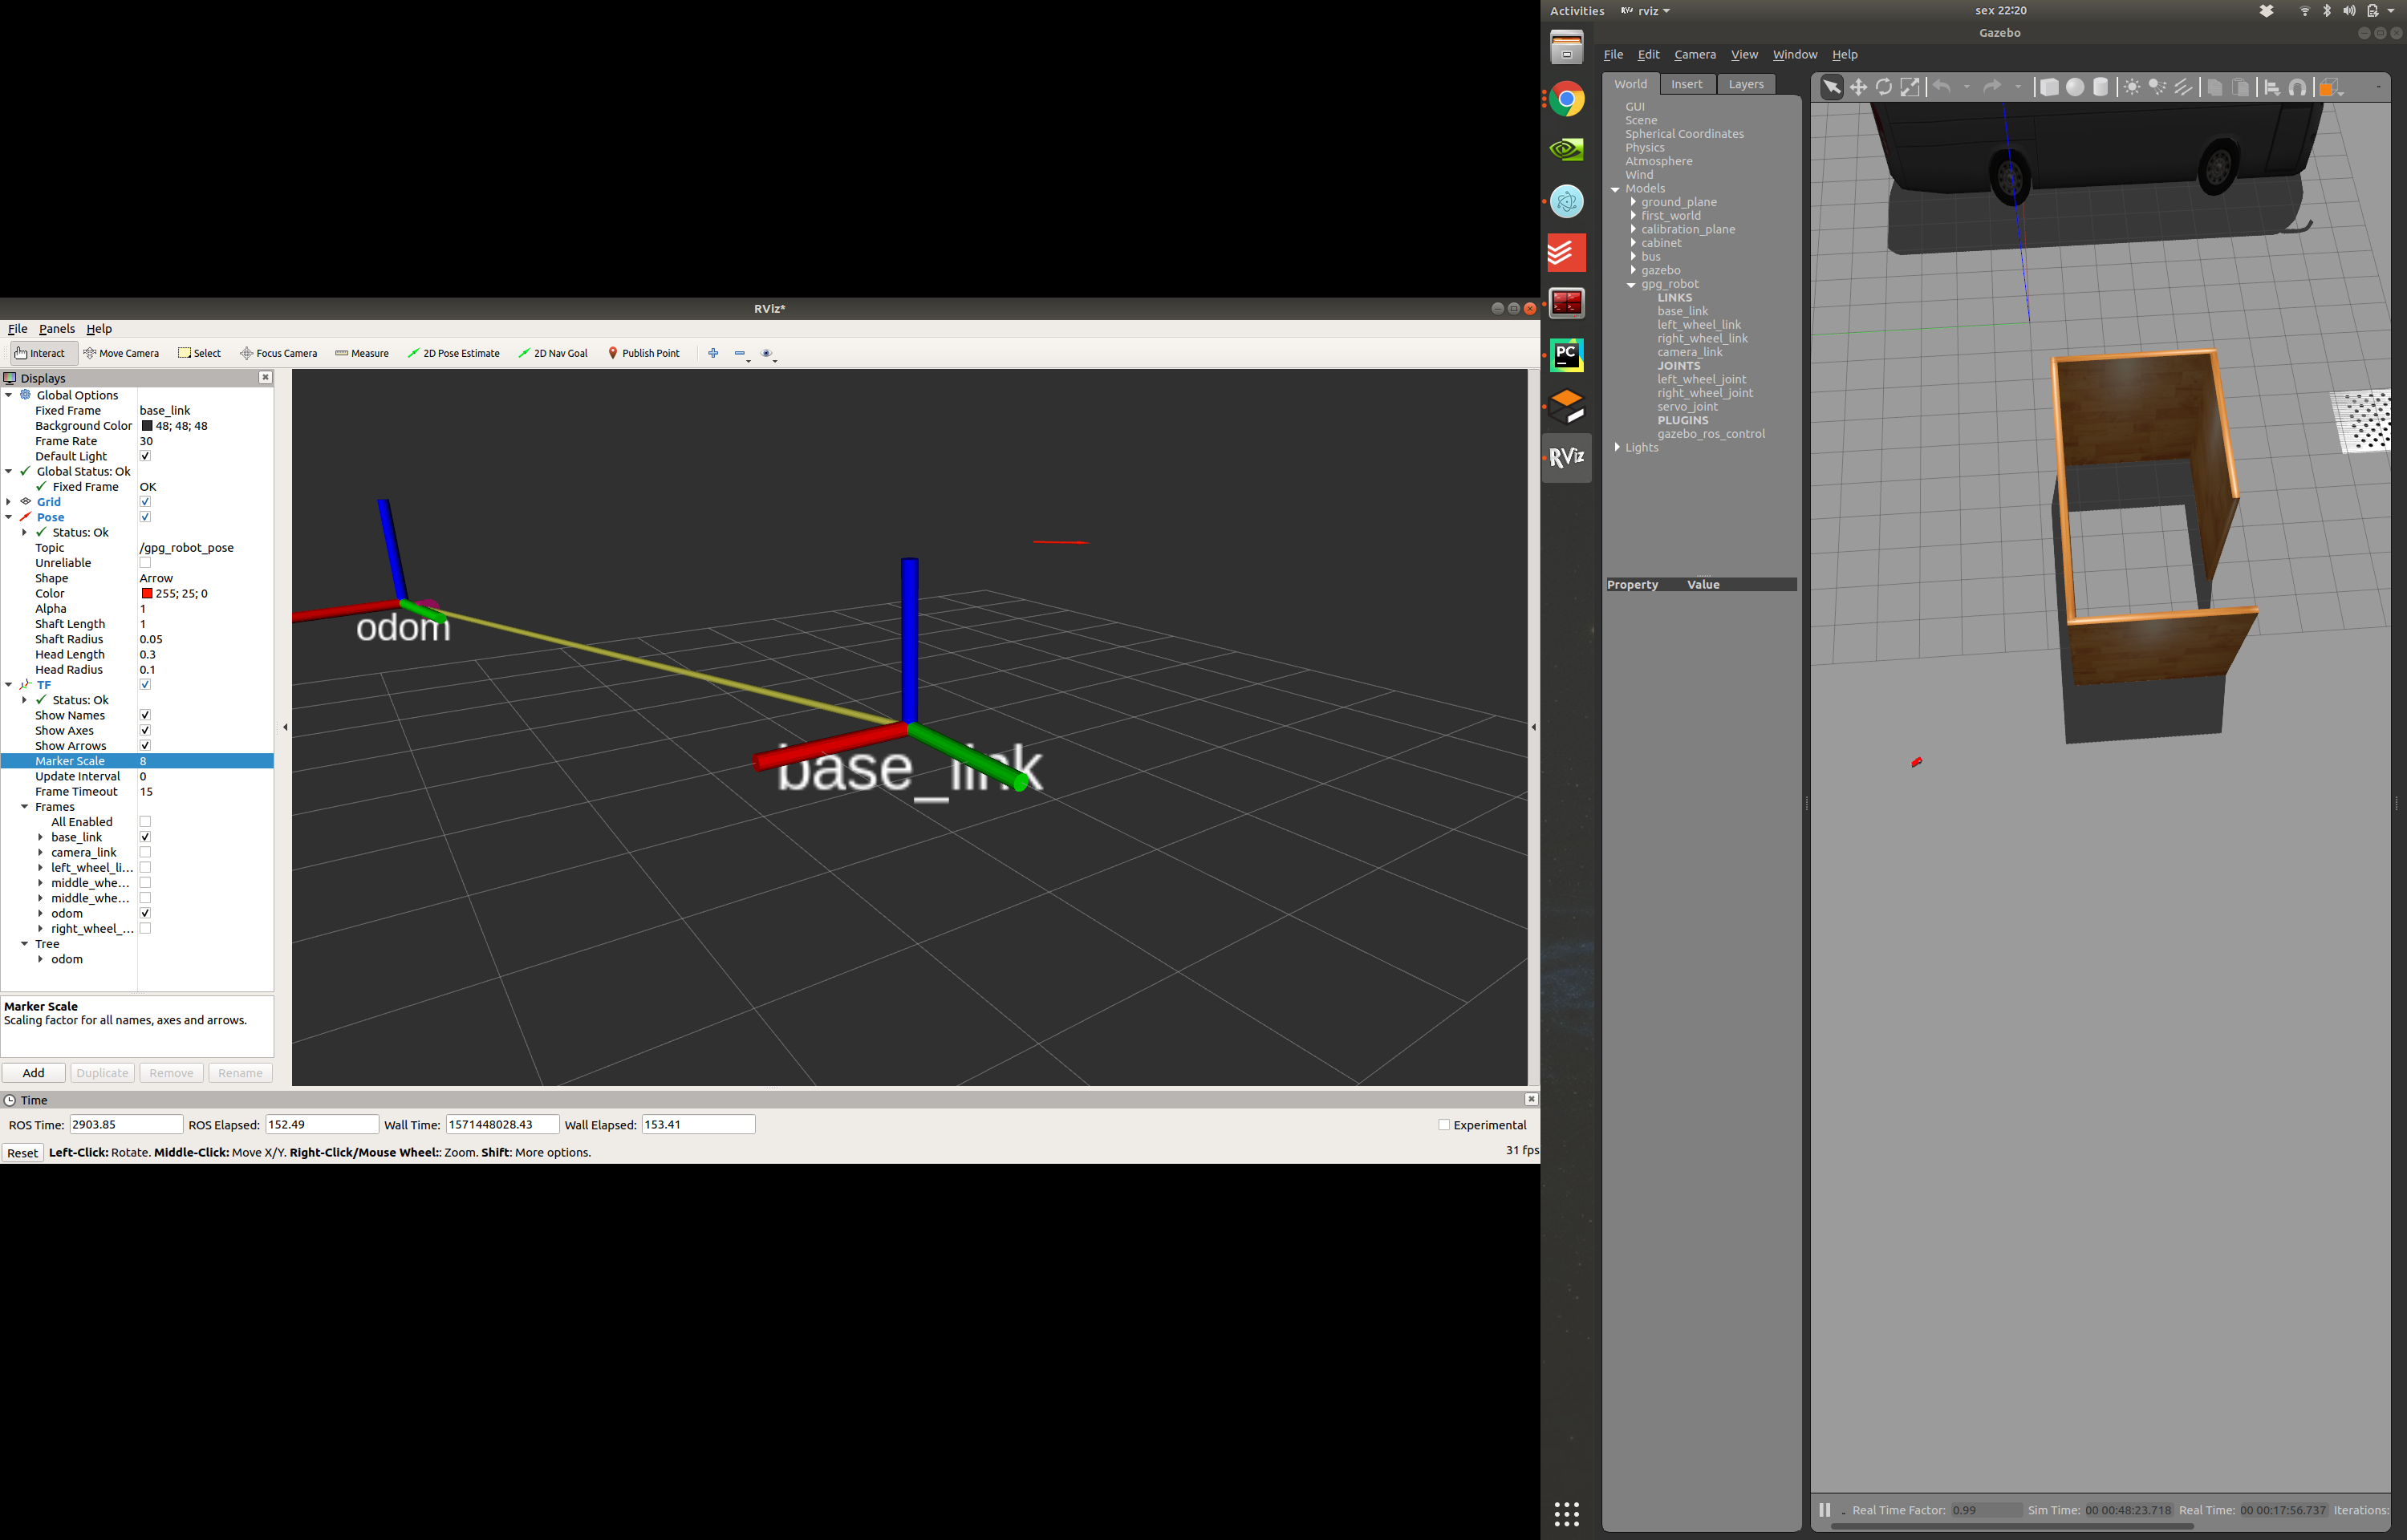 RViz*
File Panels Help
Interact Move Camera Select Focus Camera Measure 2D Pose Estimate 2D Nav Goal Publish Point
Displays
Global Options
Fixed Frame base_link
Background Color 48; 48; 48
Frame Rate 30
Default Light
Global Status: Ok
Fixed Frame OK
Grid
Pose
Status: Ok
Topic /gpg_robot_pose
Unreliable
Shape Arrow
Color 255; 25; 0
Alpha 1
Shaft Length 1
Shaft Radius 0.05
Head Length 0.3
Head Radius 0.1
TF
Status: Ok
Show Names
Show Axes
Show Arrows
Marker Scale 8
Update Interval 0
Frame Timeout 15
Frames
All Enabled
base_link
camera_link
left_wheel_li...
middle_whe...
middle_whe...
odom
right_wheel_...
Tree
odom
Marker Scale
Scaling factor for all names, axes and arrows.
Add Duplicate Remove Rename
odom
base_link
Time
ROS Time: 2903.85 ROS Elapsed: 152.49 Wall Time: 1571448028.43 Wall Elapsed: 153.41 Experimental
Reset Left-Click: Rotate. Middle-Click: Move X/Y. Right-Click/Mouse Wheel:: Zoom. Shift: More options. 31 fps
Activities RViz rviz sex 22:20
Gazebo
File Edit Camera View Window Help
World Insert Layers
GUI
Scene
Spherical Coordinates
Physics
Atmosphere
Wind
Models
ground_plane
first_world
calibration_plane
cabinet
bus
gazebo
gpg_robot
LINKS
base_link
left_wheel_link
right_wheel_link
camera_link
JOINTS
left_wheel_joint
right_wheel_joint
servo_joint
PLUGINS
gazebo_ros_control
Lights
Property Value
PC
RViz
Real Time Factor: 0.99 Sim Time: 00 00:48:23.718 Real Time: 00 00:17:56.737 Iterations: